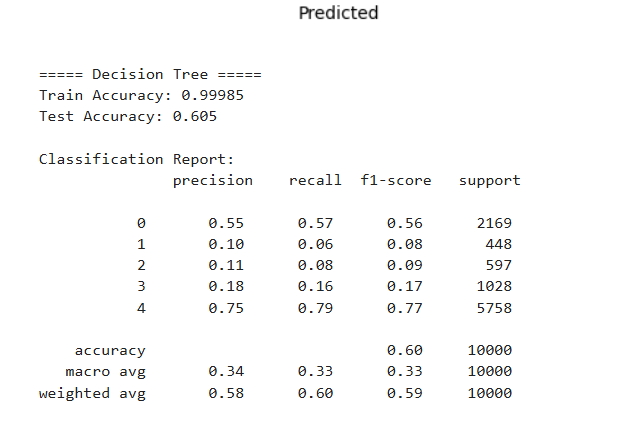 Predicted
===== Decision Tree =====
Train Accuracy: 0.99985
Test Accuracy: 0.605
Classification Report:
precision recall f1-score support
0 0.55 0.57 0.56 2169
1 0.10 0.06 0.08 448
2 0.11 0.08 0.09 597
3 0.18 0.16 0.17 1028
4 0.75 0.79 0.77 5758
accuracy 0.60 10000
macro avg 0.34 0.33 0.33 10000
weighted avg 0.58 0.60 0.59 10000